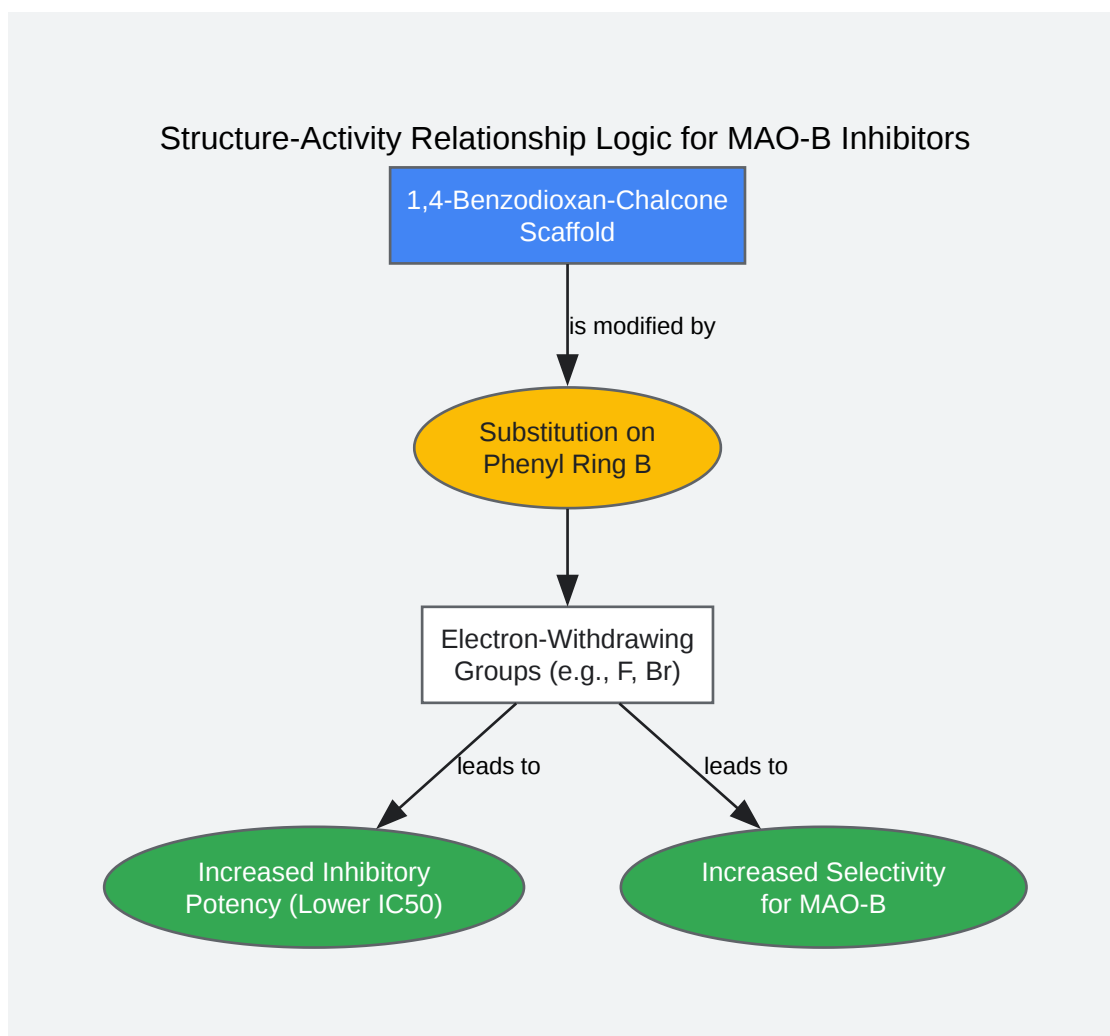 Structure-Activity Relationship Logic for MAO-B Inhibitors
1,4-Benzodioxan-Chalcone
Scaffold
is modified by
Substitution on
Phenyl Ring B
Electron-Withdrawing
Groups (e.g., F, Br)
leads to
leads to
Increased Inhibitory
Potency (Lower IC50)
Increased Selectivity
for MAO-B